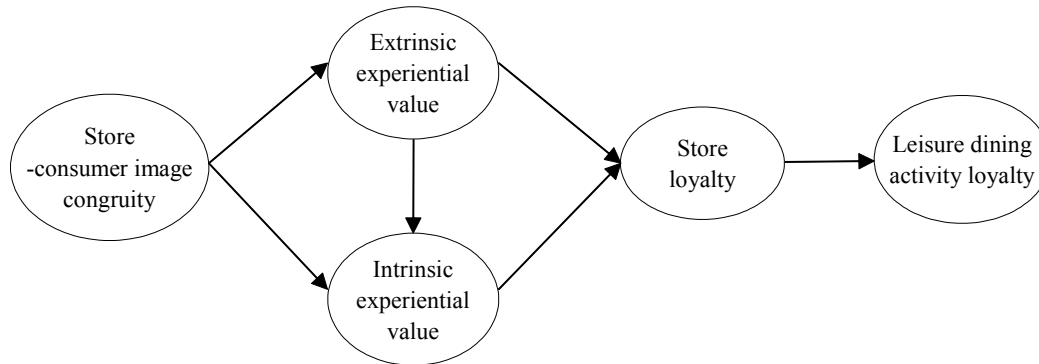 Store
-consumer image
congruity
Extrinsic
experiential
value
Intrinsic
experiential
value
Store
loyalty
Leisure dining
activity loyalty